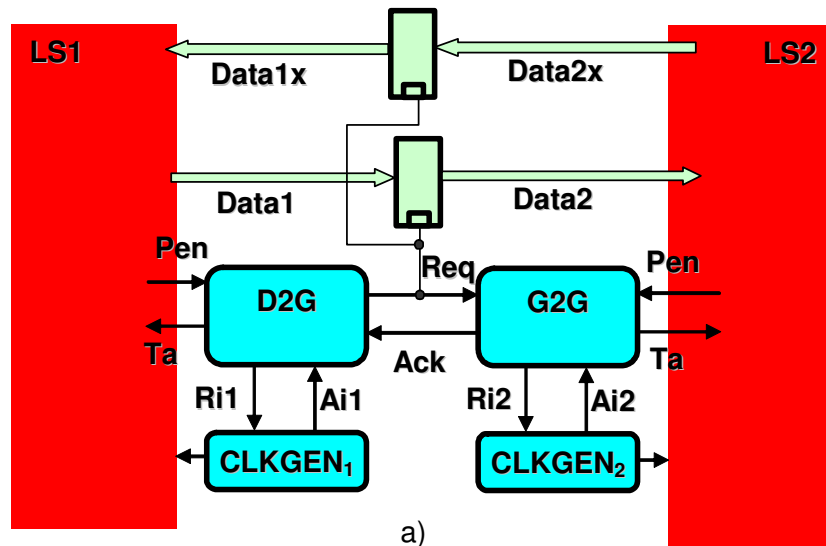 LS1
LS2
Data1x
Data2x
Data1
Data2
Pen
Req
Pen
D2G
G2G
Ta
Ack
Ta
Ri1
Ai1
Ri2
Ai2
CLKGEN1
CLKGEN2
a)